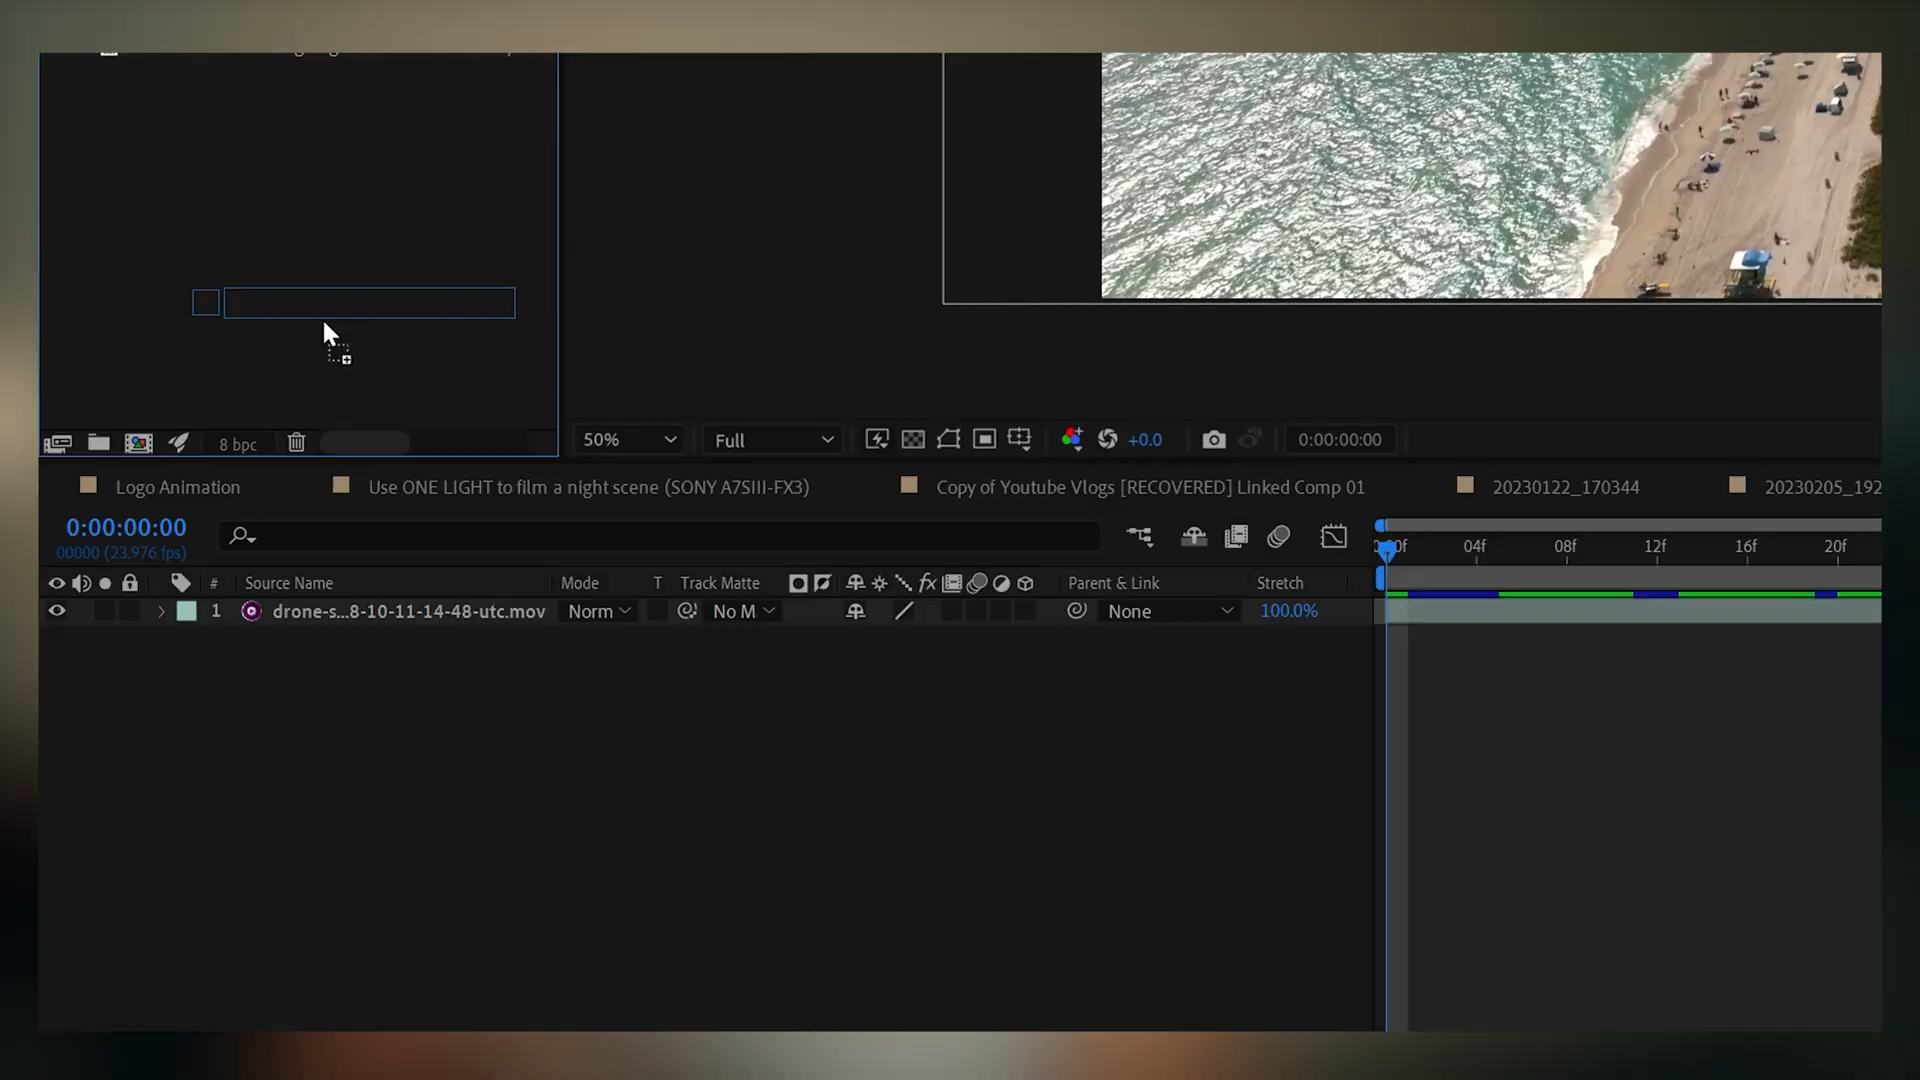 8 bpc
50%
Full
+0.0
0:00:00:00
Logo Animation
Use ONE LIGHT to film a night scene (SONY A7SIII-FX3)
Copy of Youtube Vlogs [RECOVERED] Linked Comp 01
20230122_170344
20230205_192
0:00:00:00
00000 (23.976 fps)
04f
08f
12f
16f
20f
#
Source Name
Mode
T
Track Matte
fx
Parent & Link
Stretch
1
drone-s...8-10-11-14-48-utc.mov
Norm
No M
None
100.0%